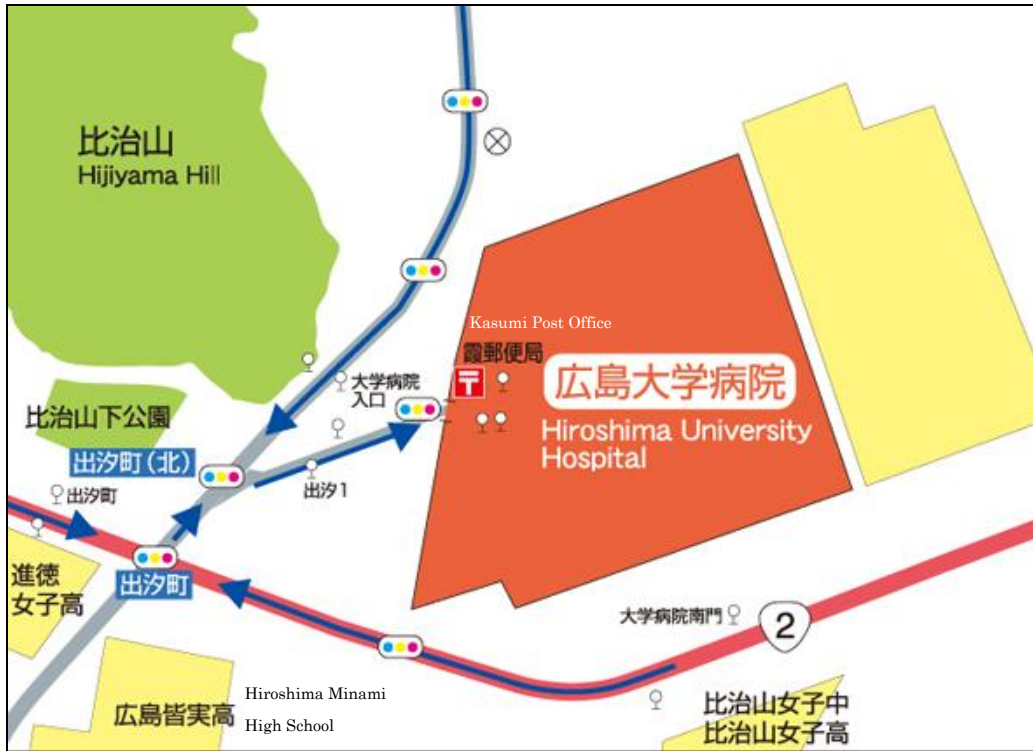 比治山
Hijiyama Hill
Kasumi Post Office
霞郵便局
〒
大学病院
入口
広島大学病院
Hiroshima University
Hospital
比治山下公園
出汐町(北)
出汐1
出汐町
出汐町
進徳
女子高
大学病院南門
2
広島皆実高
Hiroshima Minami
High School
比治山女子中
比治山女子高